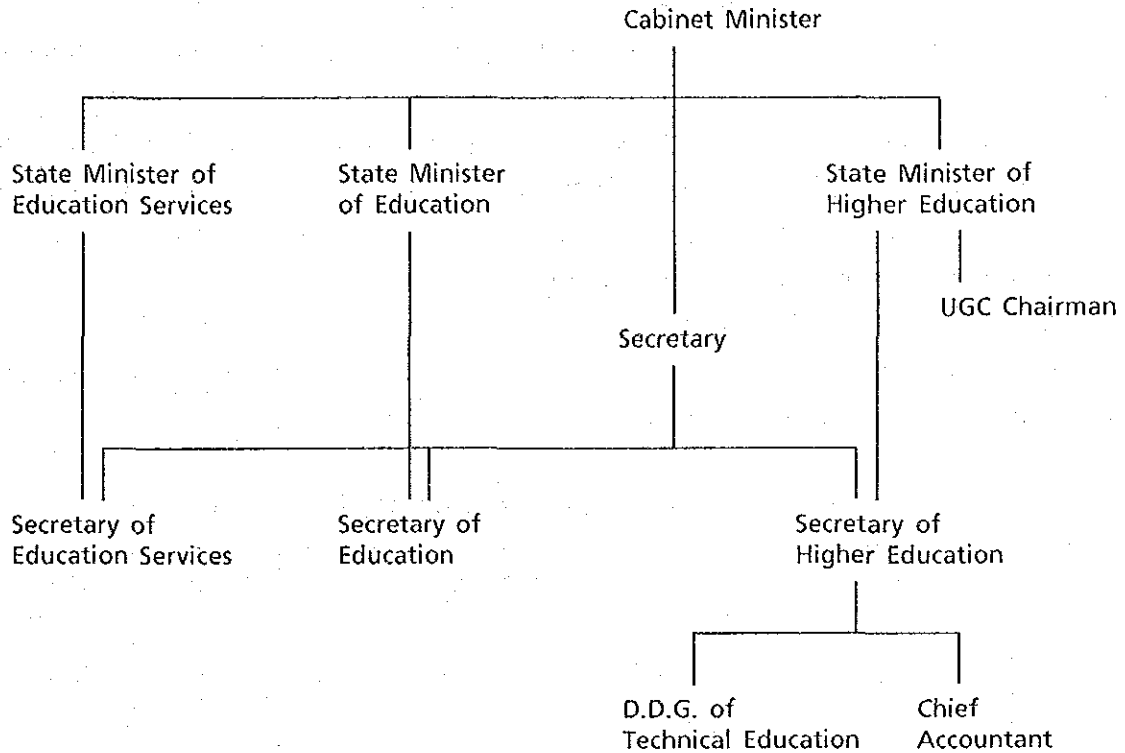 Cabinet Minister
State Minister of
Education Services
State Minister
of Education
State Minister of
Higher Education
UGC Chairman
Secretary
Secretary of
Education Services
Secretary of
Education
Secretary of
Higher Education
D.D.G. of
Technical Education
Chief
Accountant